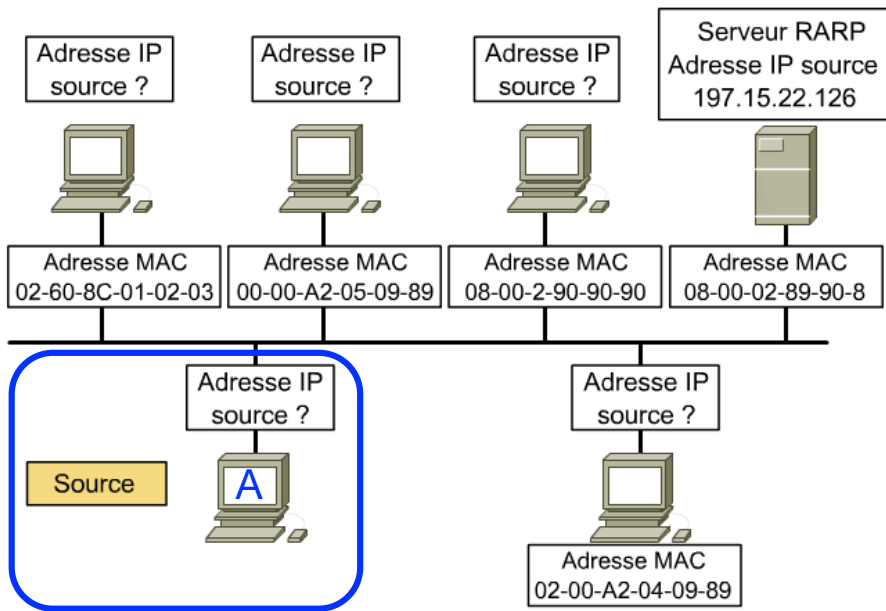 Adresse IP
source ?
Adresse IP
source ?
Adresse IP
source ?
Serveur RARP
Adresse IP source
197.15.22.126
Adresse MAC
02-60-8C-01-02-03
Adresse MAC
00-00-A2-05-09-89
Adresse MAC
08-00-2-90-90-90
Adresse MAC
08-00-02-89-90-8
Adresse IP
source ?
Source
A
Adresse IP
source ?
Adresse MAC
02-00-A2-04-09-89